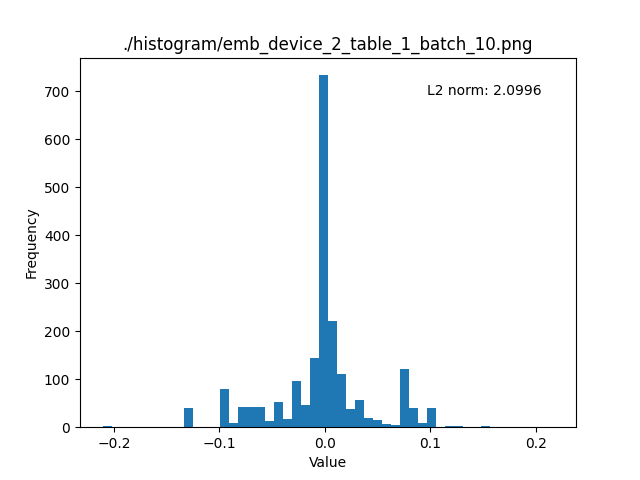 ./histogram/emb_device_2_table_1_batch_10.png
L2 norm: 2.0996
700
600
500
400
300
200
100
0
Frequency
−0.2 −0.1 0.0 0.1 0.2
Value